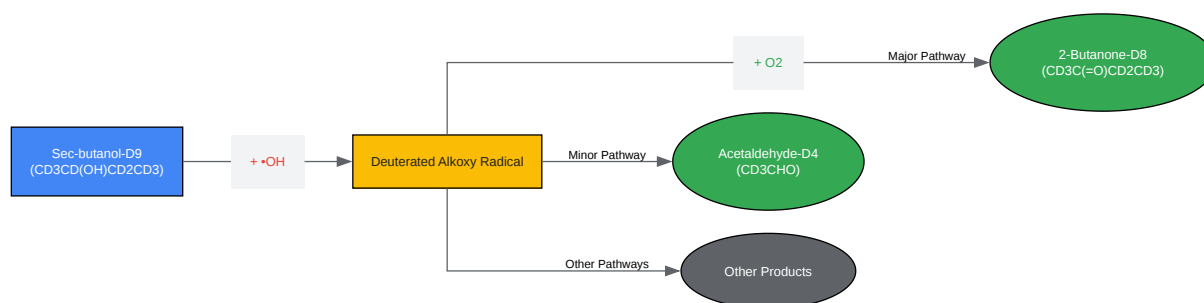 Sec-butanol-D9
(CD3CD(OH)CD2CD3)
+ •OH
Deuterated Alkoxy Radical
+ O2
Major Pathway
2-Butanone-D8
(CD3C(=O)CD2CD3)
Minor Pathway
Acetaldehyde-D4
(CD3CHO)
Other Pathways
Other Products